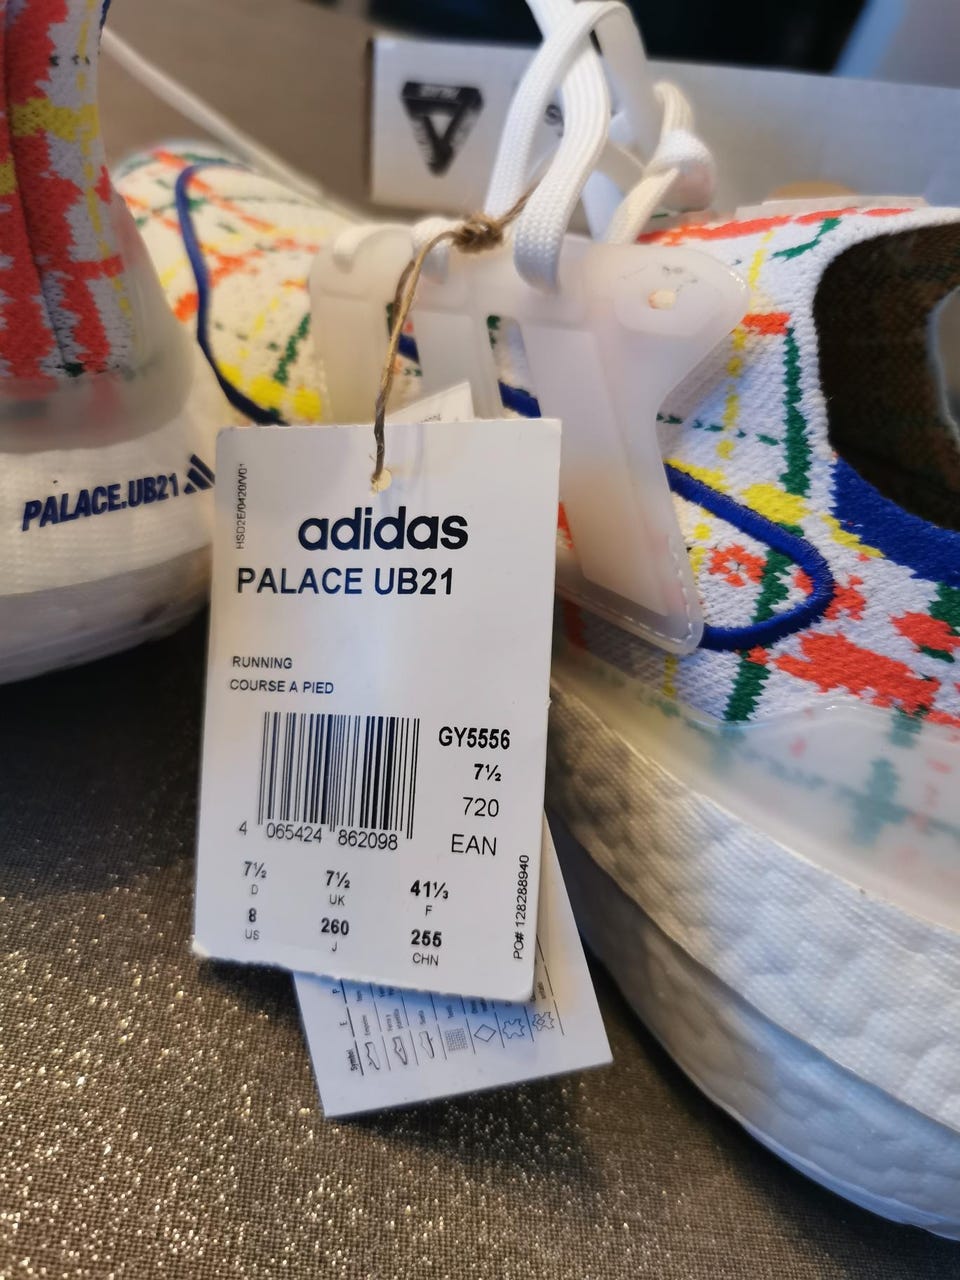 PALACE.UB21
HSD2E/0420/V01
adidas
PALACE UB21
RUNNING
COURSE A PIED
GY5556
7½
720
EAN
4 065424 862098
7½ 7½ 41⅓
D UK F
8 260 255
US J CHN
PO# 128288940